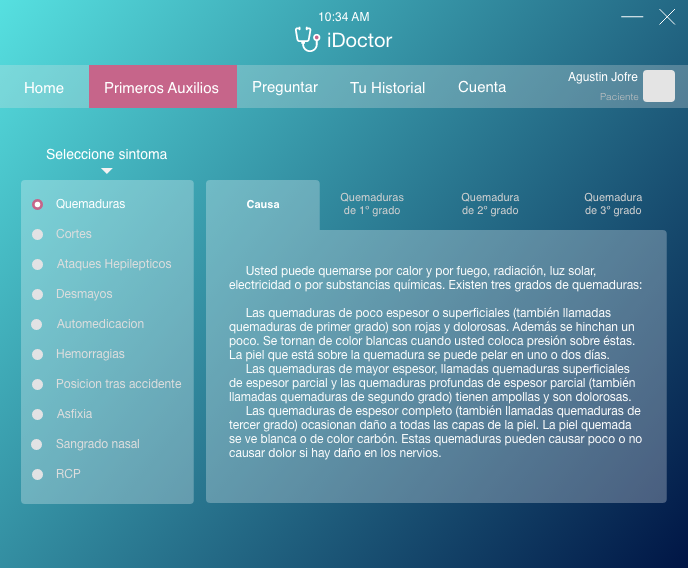 10:34 AM
iDoctor
Home
Primeros Auxilios
Preguntar
Tu Historial
Cuenta
Agustin Jofre
Paciente
Seleccione sintoma
Quemaduras
Cortes
Ataques Hepilepticos
Desmayos
Automedicacion
Hemorragias
Posicion tras accidente
Asfixia
Sangrado nasal
RCP
Causa
Quemaduras
de 1º grado
Quemadura
de 2º grado
Quemadura
de 3º grado
Usted puede quemarse por calor y por fuego, radiación, luz solar,
electricidad o por substancias químicas. Existen tres grados de quemaduras:
Las quemaduras de poco espesor o superficiales (también llamadas
quemaduras de primer grado) son rojas y dolorosas. Además se hinchan un
poco. Se tornan de color blancas cuando usted coloca presión sobre éstas.
La piel que está sobre la quemadura se puede pelar en uno o dos días.
Las quemaduras de mayor espesor, llamadas quemaduras superficiales
de espesor parcial y las quemaduras profundas de espesor parcial (también
llamadas quemaduras de segundo grado) tienen ampollas y son dolorosas.
Las quemaduras de espesor completo (también llamadas quemaduras de
tercer grado) ocasionan daño a todas las capas de la piel. La piel quemada
se ve blanca o de color carbón. Estas quemaduras pueden causar poco o no
causar dolor si hay daño en los nervios.